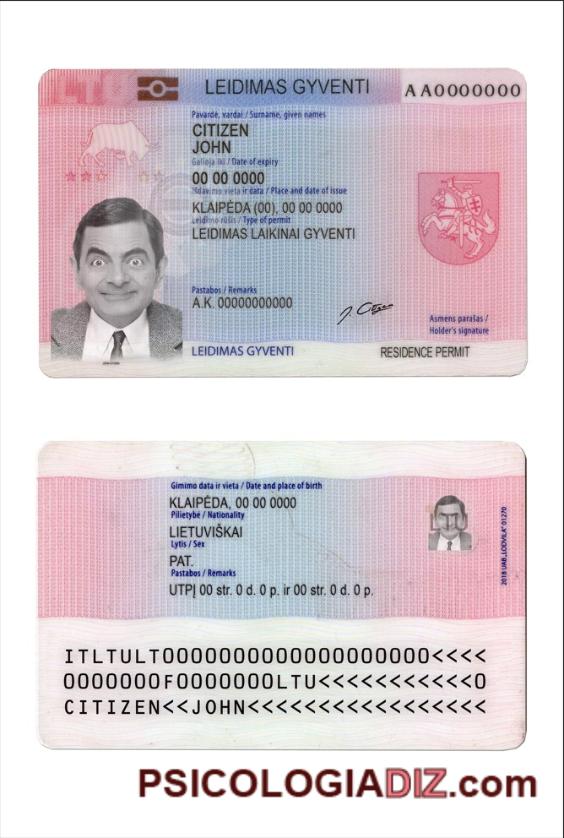 LTU
LEIDIMAS GYVENTI
AA0000000
Pavardė, vardai / Surname, given names
CITIZEN
JOHN
Galioja iki / Date of expiry
00 00 0000
Išdavimo vieta ir data / Place and date of issue
KLAIPĖDA (00), 00 00 0000
Leidimo rūšis / Type of permit
LEIDIMAS LAIKINAI GYVENTI
Pastabos / Remarks
A.K. 00000000000
Asmens parašas /
Holder's signature
LEIDIMAS GYVENTI
RESIDENCE PERMIT
Gimimo data ir vieta / Date and place of birth
KLAIPĖDA, 00 00 0000
Pilietybė / Nationality
LIETUVIŠKAI
Lytis / Sex
PAT.
Pastabos / Remarks
UTPĮ 00 str. 0 d. 0 p. ir 00 str. 0 d. 0 p.
LTU
2018 UAB „LODVILA" 01270
ITLTULT0000000000000000000<<<<
0000000F0000000LTU<<<<<<<<<<<0
CITIZEN<<JOHN<<<<<<<<<<<<<<<<<
PSICOLOGIADIZ.com